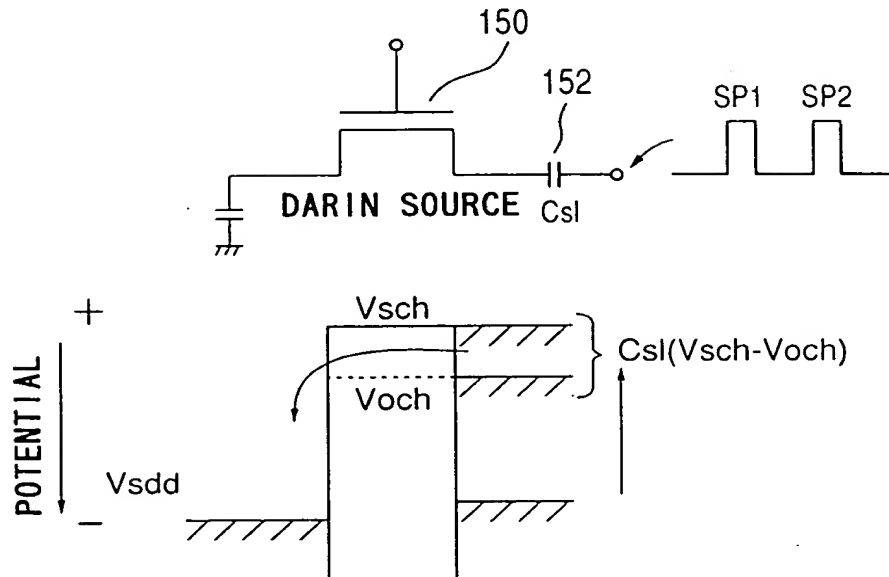 150
152
SP1 SP2
DARIN SOURCE
Csl
+
Vsch
Csl(Vsch-Voch)
Voch
POTENTIAL
Vsdd
−